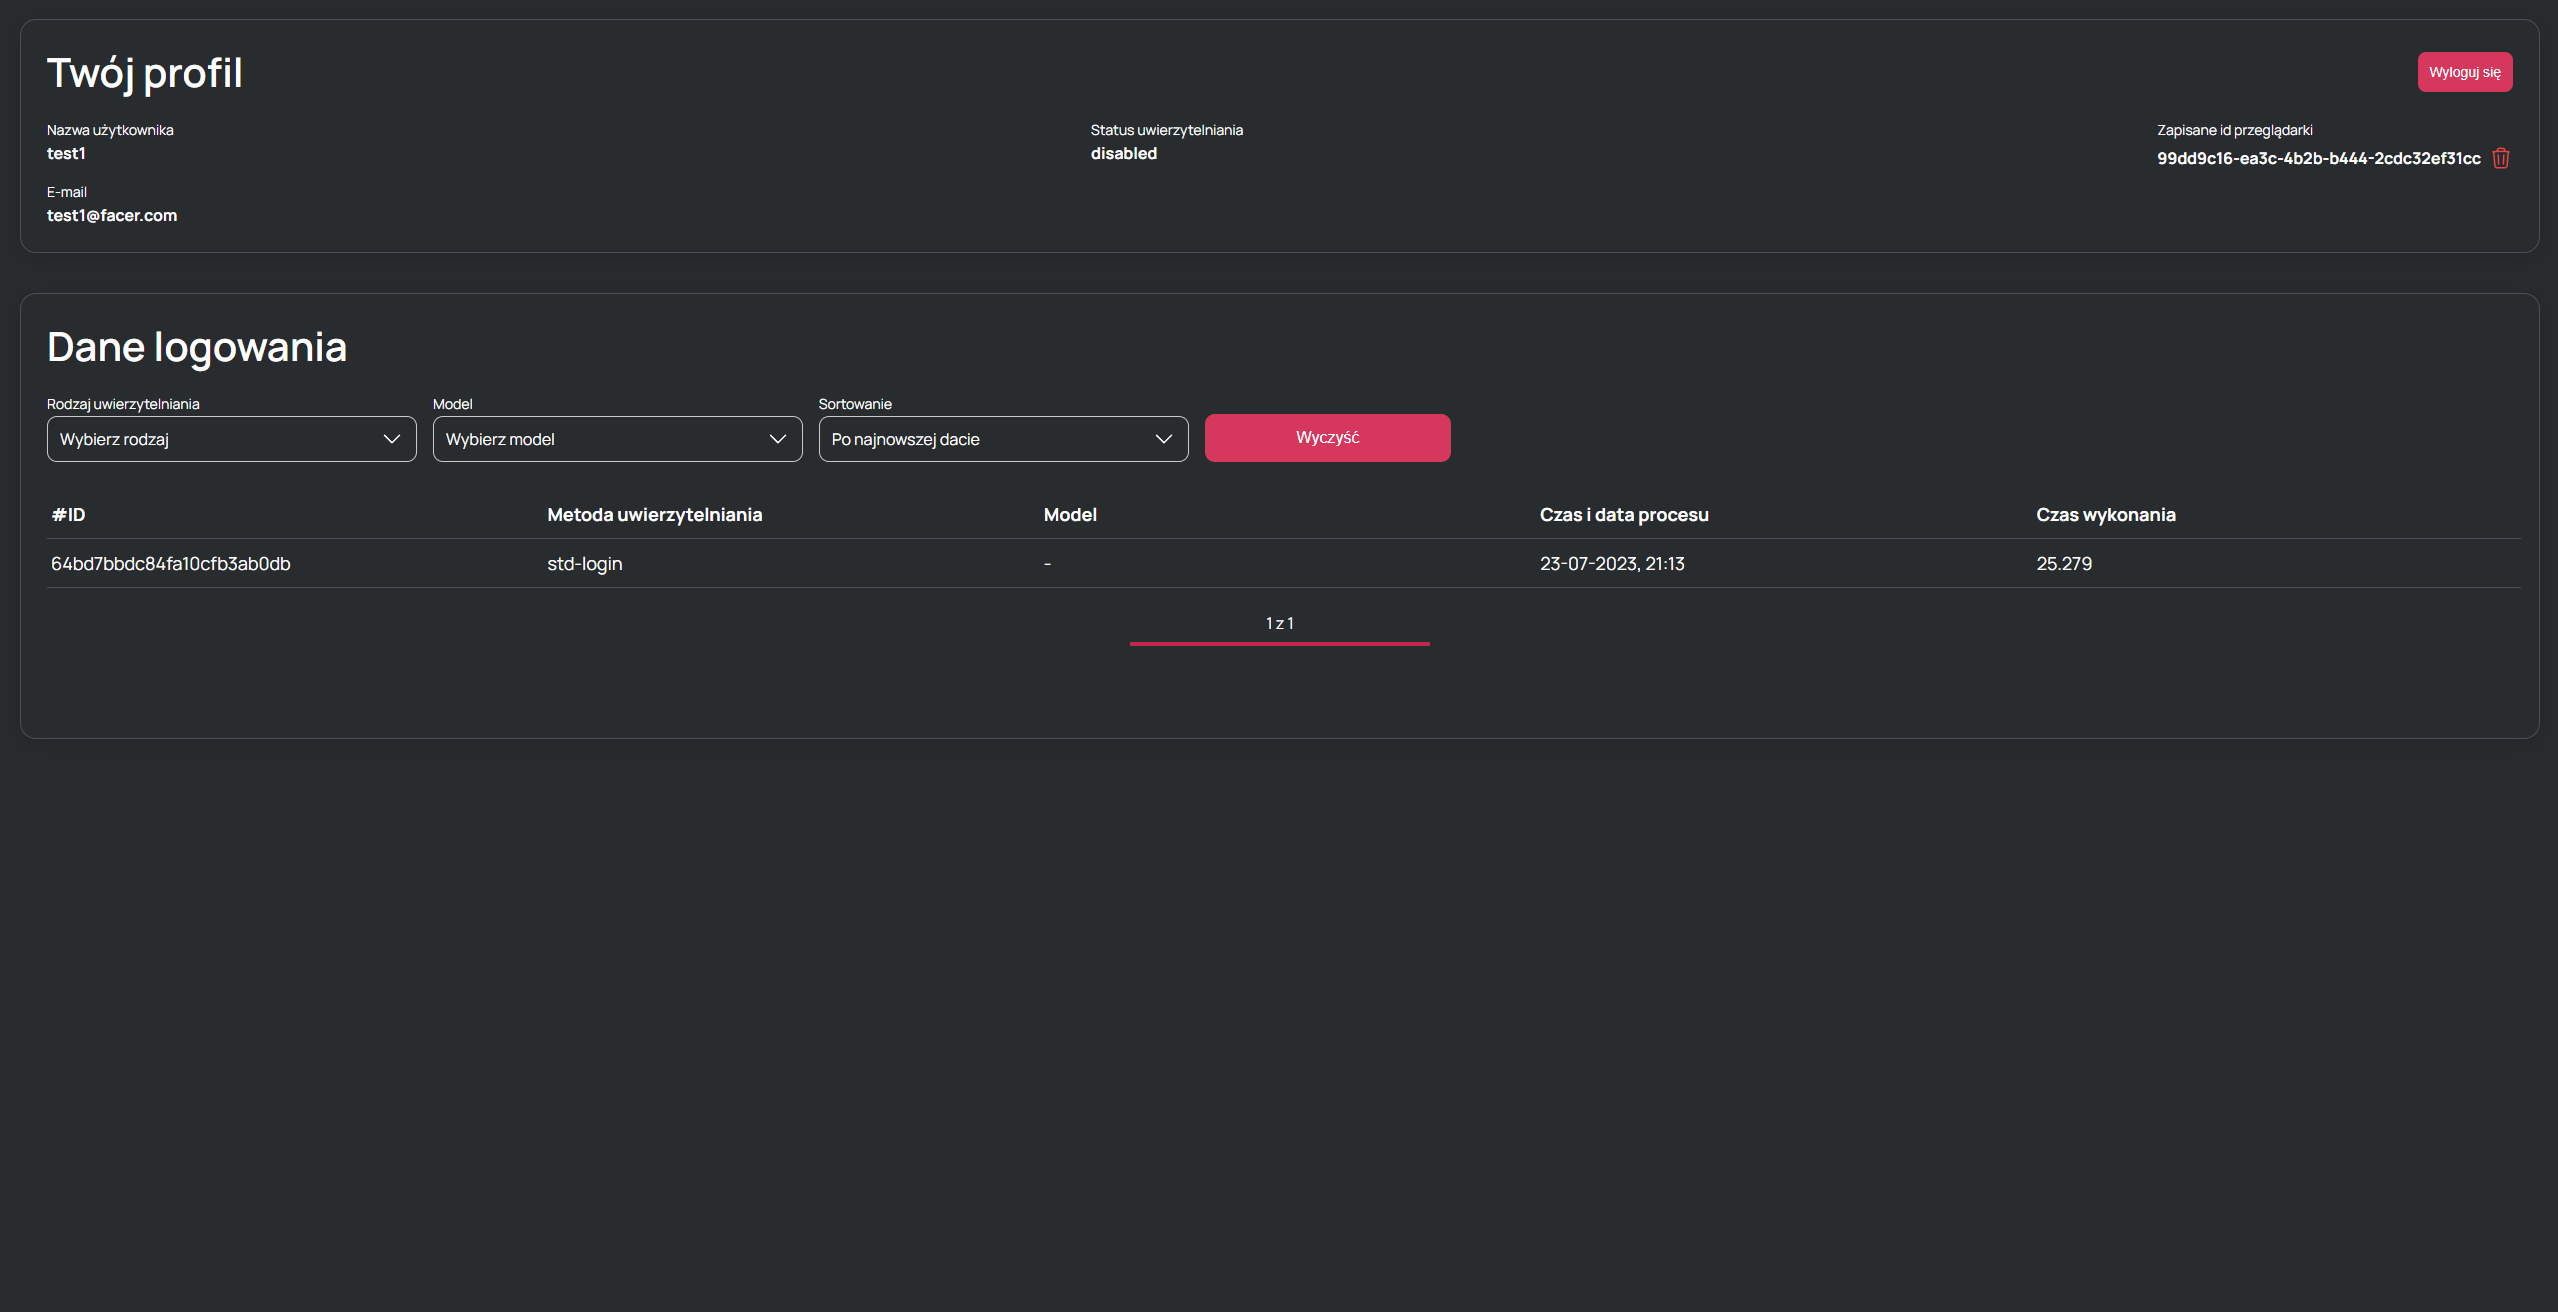 Twój profil
Wyloguj się
Nazwa użytkownika
test1
E-mail
test1@facer.com
Status uwierzytelniania
disabled
Zapisane id przeglądarki
99dd9c16-ea3c-4b2b-b444-2cdc32ef31cc
Dane logowania
Rodzaj uwierzytelniania
Wybierz rodzaj
Model
Wybierz model
Sortowanie
Po najnowszej dacie
Wyczyść
#ID Metoda uwierzytelniania Model Czas i data procesu Czas wykonania
64bd7bbdc84fa10cfb3ab0db std-login - 23-07-2023, 21:13 25.279
1 z 1